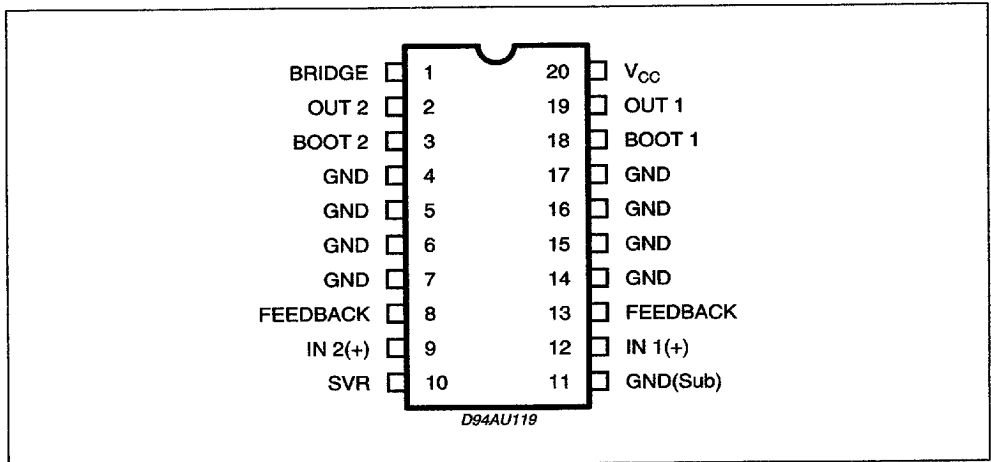 BRIDGE 1 20 VCC
OUT 2 2 19 OUT 1
BOOT 2 3 18 BOOT 1
GND 4 17 GND
GND 5 16 GND
GND 6 15 GND
GND 7 14 GND
FEEDBACK 8 13 FEEDBACK
IN 2(+) 9 12 IN 1(+)
SVR 10 11 GND(Sub)
D94AU119